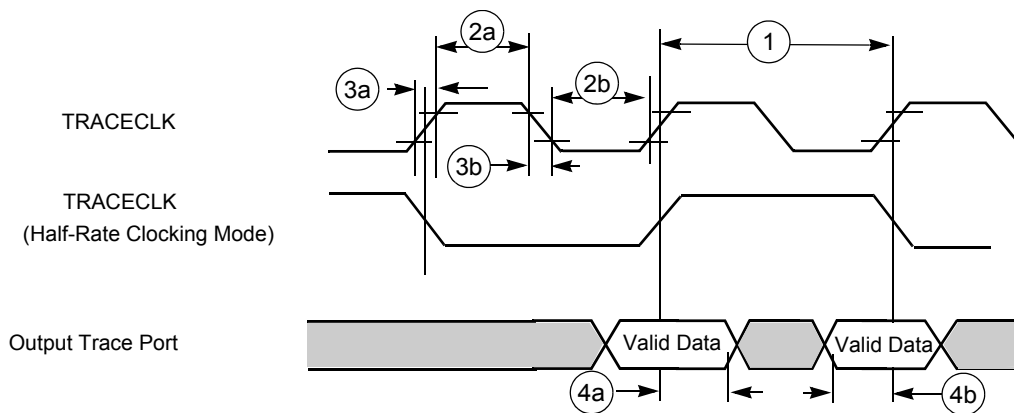 2a
1
3a
2b
TRACECLK
3b
TRACECLK
(Half-Rate Clocking Mode)
Output Trace Port
Valid Data
Valid Data
4a
4b